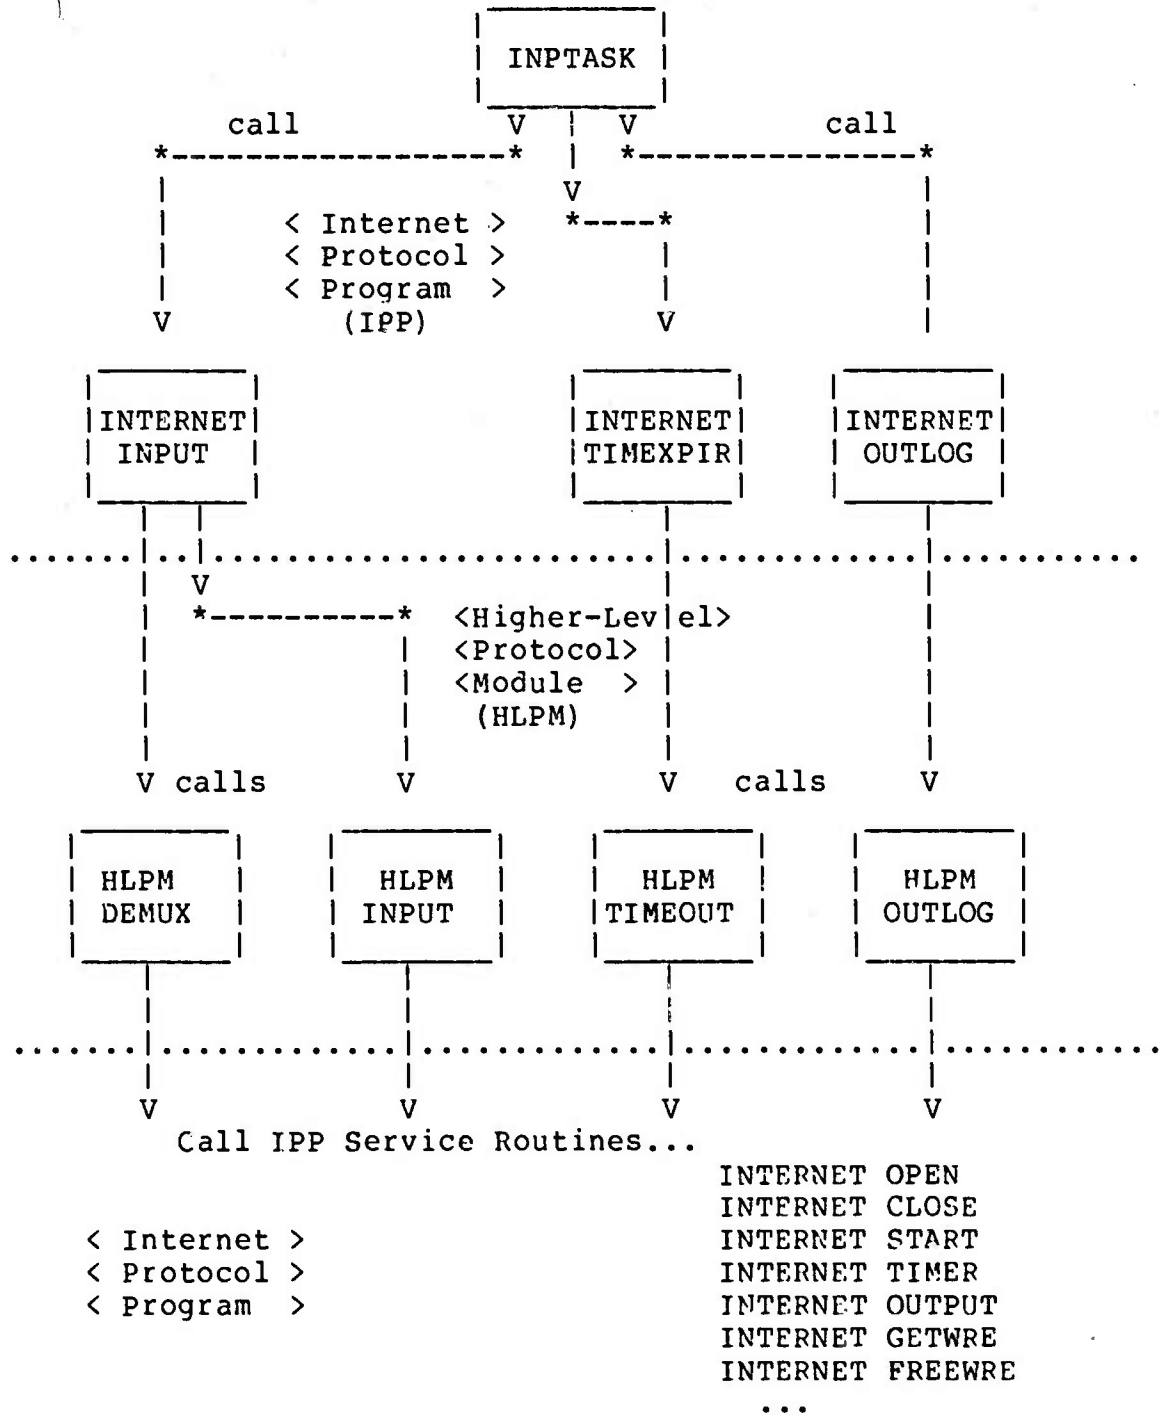 INPTASK
call call
V V
V
< Internet >
< Protocol >
< Program >
V (IPP) V
INTERNET INTERNET INTERNET
INPUT TIMEXPIR OUTLOG
V
<Higher-Level>
<Protocol>
<Module >
(HLPM)
V calls V V calls V
HLPM HLPM HLPM HLPM
DEMUX INPUT TIMEOUT OUTLOG
V V V V
Call IPP Service Routines...
INTERNET OPEN
INTERNET CLOSE
< Internet > INTERNET START
< Protocol > INTERNET TIMER
< Program > INTERNET OUTPUT
INTERNET GETWRE
INTERNET FREEWRE
...